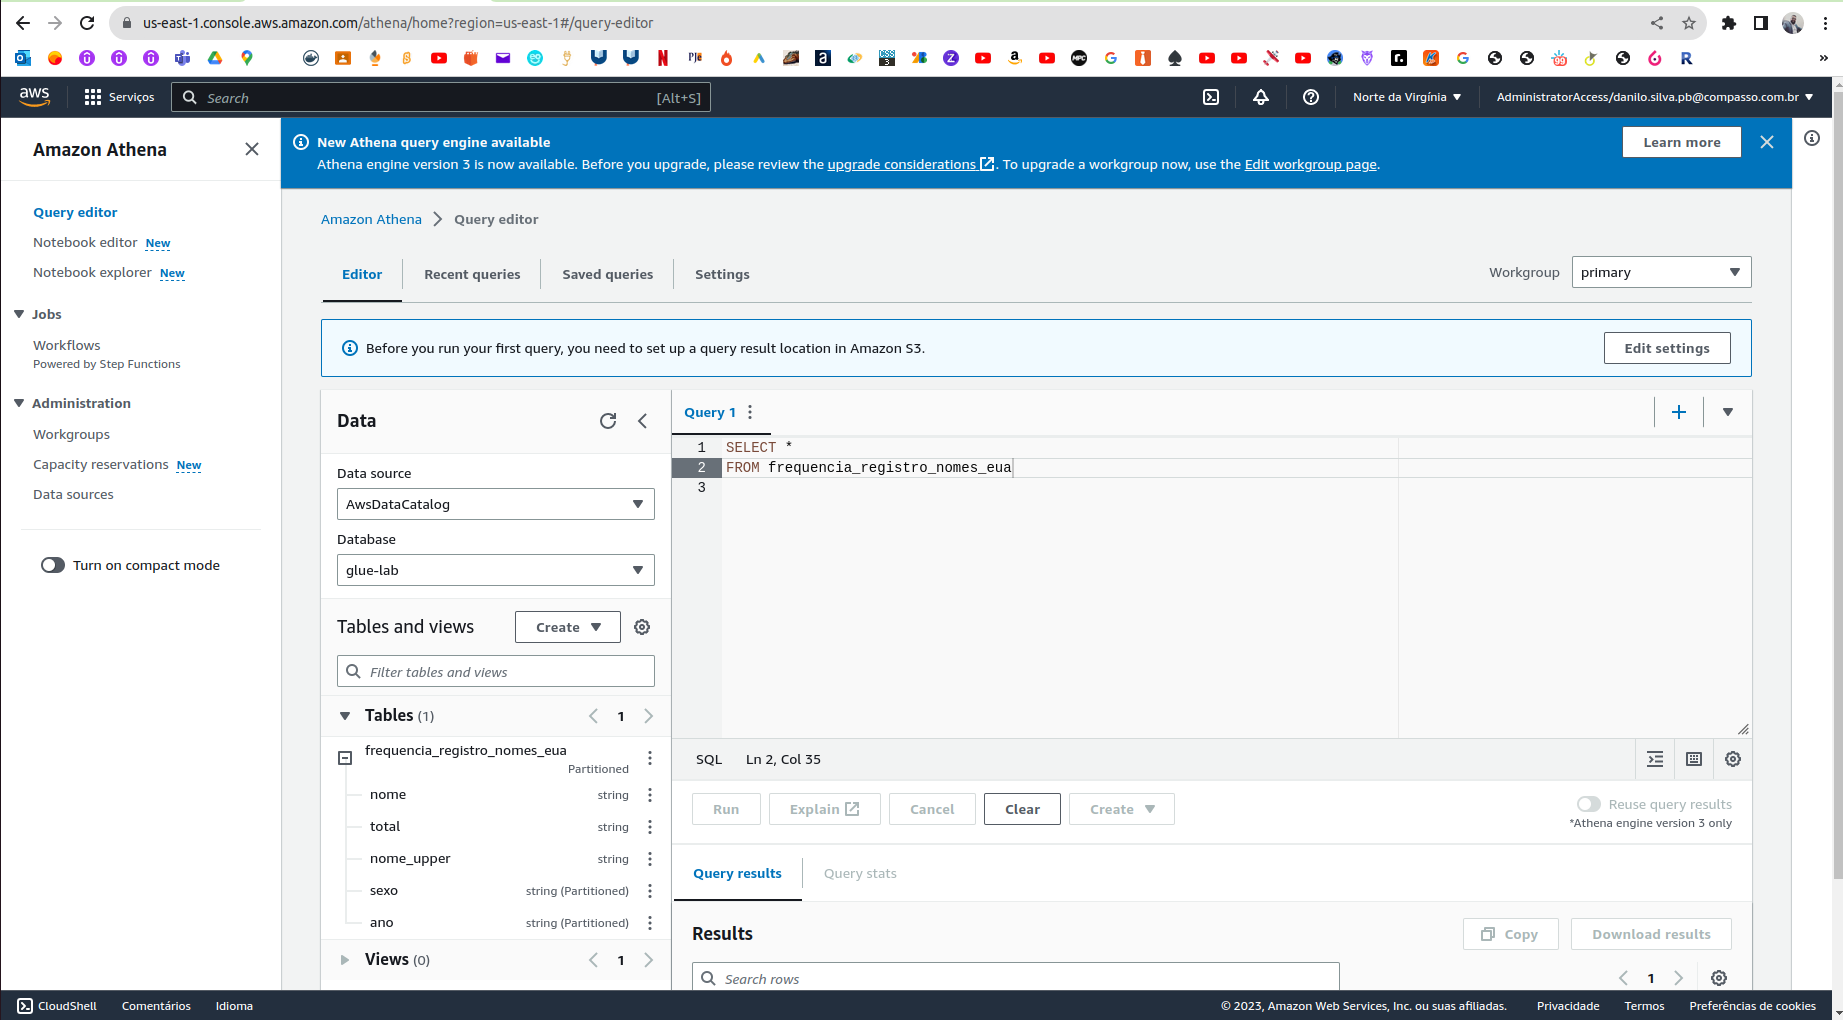 us-east-1.console.aws.amazon.com/athena/home?region=us-east-1#/query-editor
aws
Serviços
Search
[Alt+S]
Norte da Virgínia
AdministratorAccess/danilo.silva.pb@compasso.com.br
Amazon Athena
Query editor
Notebook editor New
Notebook explorer New
Jobs
Workflows
Powered by Step Functions
Administration
Workgroups
Capacity reservations New
Data sources
Turn on compact mode
New Athena query engine available
Athena engine version 3 is now available. Before you upgrade, please review the upgrade considerations. To upgrade a workgroup now, use the Edit workgroup page.
Learn more
Amazon Athena
Query editor
Editor
Recent queries
Saved queries
Settings
Workgroup
primary
Before you run your first query, you need to set up a query result location in Amazon S3.
Edit settings
Data
Data source
AwsDataCatalog
Database
glue-lab
Tables and views
Create
Filter tables and views
Tables (1)
1
frequencia_registro_nomes_eua
Partitioned
nome string
total string
nome_upper string
sexo string (Partitioned)
ano string (Partitioned)
Views (0)
1
Query 1
1 SELECT *
2 FROM frequencia_registro_nomes_eua
3
SQL
Ln 2, Col 35
Run
Explain
Cancel
Clear
Create
Reuse query results
*Athena engine version 3 only
Query results
Query stats
Results
Copy
Download results
Search rows
1
CloudShell
Comentários
Idioma
© 2023, Amazon Web Services, Inc. ou suas afiliadas.
Privacidade
Termos
Preferências de cookies